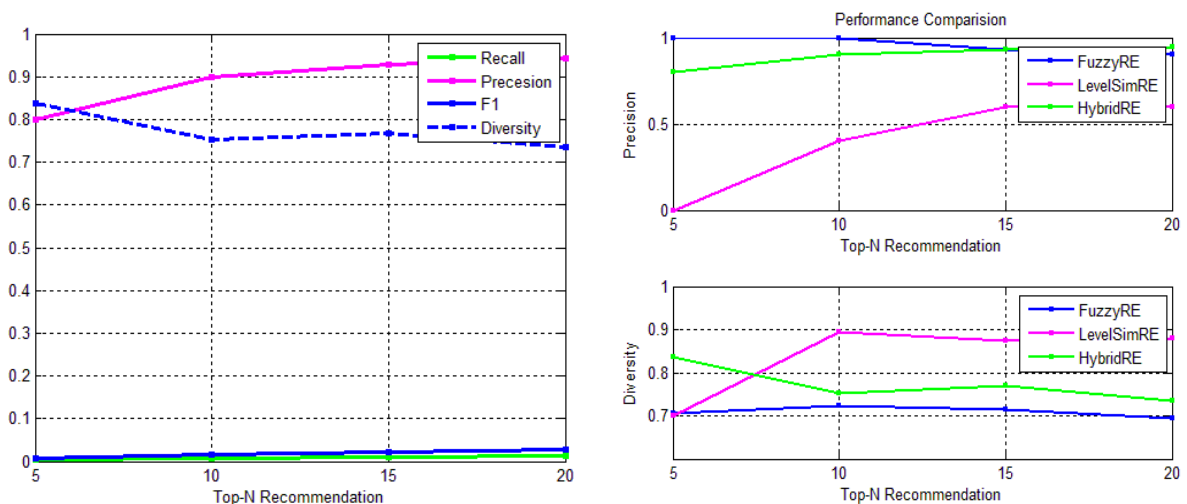 1
0.9
0.8
0.7
0.6
0.5
0.4
0.3
0.2
0.1
0
5
10
15
20
Top-N Recommendation
Recall
Precesion
F1
Diversity
Performance Comparision
1
0.5
0
Precision
5
10
15
20
Top-N Recommendation
FuzzyRE
LevelSimRE
HybridRE
1
0.9
0.8
0.7
Diversity
5
10
15
20
Top-N Recommendation
FuzzyRE
LevelSimRE
HybridRE